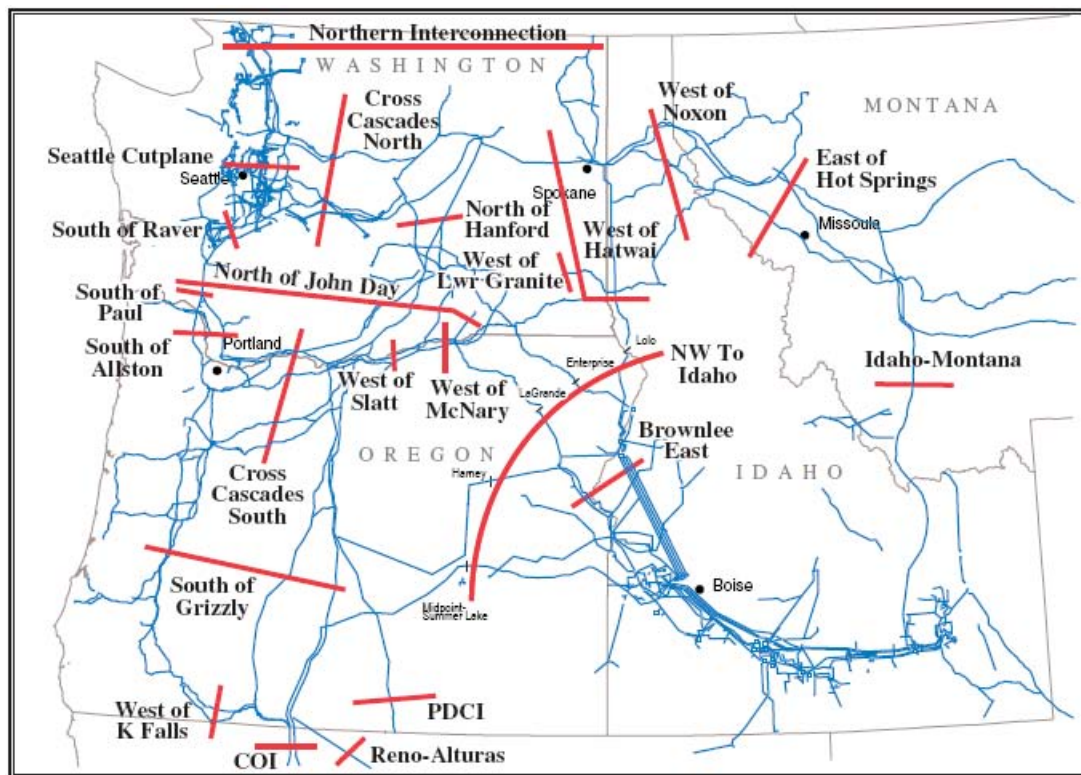 Northern Interconnection
WASHINGTON
Cross
Cascades
North
West of
Noxon
MONTANA
Seattle Cutplane
Seattle
East of
Hot Springs
Spokane
South of Raver
North of
Hanford
West of
Hatwai
Missoula
West of
Lwr Granite
North of John Day
South of
Paul
South of
Allston
Portland
West of
Slatt
West of
McNary
Lolo
Enterprise
LaGrande
NW To
Idaho
Idaho-Montana
OREGON
Brownlee
East
IDAHO
Harney
Cross
Cascades
South
South of
Grizzly
Boise
Midpoint-
Summer Lake
West of
K Falls
PDCI
COI
Reno-Alturas